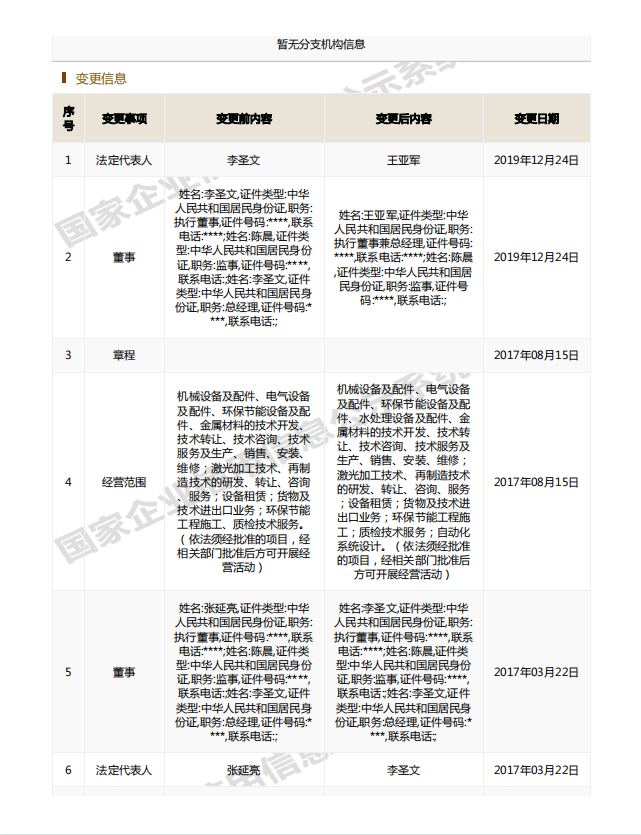 暂无分支机构信息
变更信息
序号 变更事项 变更前内容 变更后内容 变更日期
1 法定代表人 李圣文 王亚军 2019年12月24日
2 董事
姓名:李圣文,证件类型:中华
人民共和国居民身份证,职务:
执行董事,证件号码:****,联系
电话:****;姓名:陈晨,证件类
型:中华人民共和国居民身份
证,职务:监事,证件号码:****,
联系电话:;姓名:李圣文,证件
类型:中华人民共和国居民身
份证,职务:总经理,证件号码:*
***,联系电话:;
姓名:王亚军,证件类型:中华
人民共和国居民身份证,职务:
执行董事兼总经理,证件号码:
****,联系电话:****;姓名:陈晨
,证件类型:中华人民共和国居
民身份证,职务:监事,证件号
码:****,联系电话:;
2019年12月24日
3 章程 2017年08月15日
4 经营范围
机械设备及配件、电气设备
及配件、环保节能设备及配
件、金属材料的技术开发、
技术转让、技术咨询、技术
服务及生产、销售、安装、
维修；激光加工技术、再制
造技术的研发、转让、咨询
、服务；设备租赁；货物及
技术进出口业务；环保节能
工程施工、质检技术服务。
（依法须经批准的项目，经
相关部门批准后方可开展经
营活动）
机械设备及配件、电气设备
及配件、环保节能设备及配
件、水处理设备及配件、金
属材料的技术开发、技术转
让、技术咨询、技术服务及
生产、销售、安装、维修；
激光加工技术、再制造技术
的研发、转让、咨询、服务
；设备租赁；货物及技术进
出口业务；环保节能工程施
工；质检技术服务；自动化
系统设计。（依法须经批准
的项目，经相关部门批准后
方可开展经营活动）
2017年08月15日
5 董事
姓名:张延亮,证件类型:中华
人民共和国居民身份证,职务:
执行董事,证件号码:****,联系
电话:****;姓名:陈晨,证件类
型:中华人民共和国居民身份
证,职务:监事,证件号码:****,
联系电话:;姓名:李圣文,证件
类型:中华人民共和国居民身
份证,职务:总经理,证件号码:*
***,联系电话:;
姓名:李圣文,证件类型:中华
人民共和国居民身份证,职务:
执行董事,证件号码:****,联系
电话:****;姓名:陈晨,证件类
型:中华人民共和国居民身份
证,职务:监事,证件号码:****,
联系电话:;姓名:李圣文,证件
类型:中华人民共和国居民身
份证,职务:总经理,证件号码:*
***,联系电话:;
2017年03月22日
6 法定代表人 张延亮 李圣文 2017年03月22日